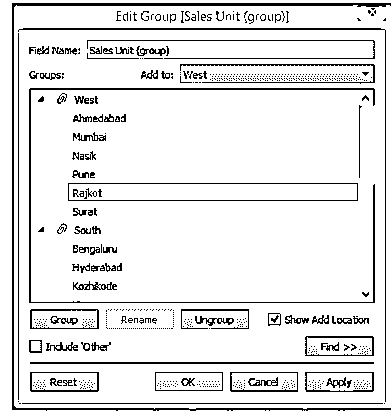 Edit Group [Sales Unit (group)]
Field Name: Sales Unit (group)
Groups: Add to: West
West
Ahmedabad
Mumbai
Nasik
Pune
Rajkot
Surat
South
Bengaluru
Hyderabad
Kozhikode
Group Rename Ungroup Show Add Location
Include 'Other' Find >>
Reset OK Cancel Apply